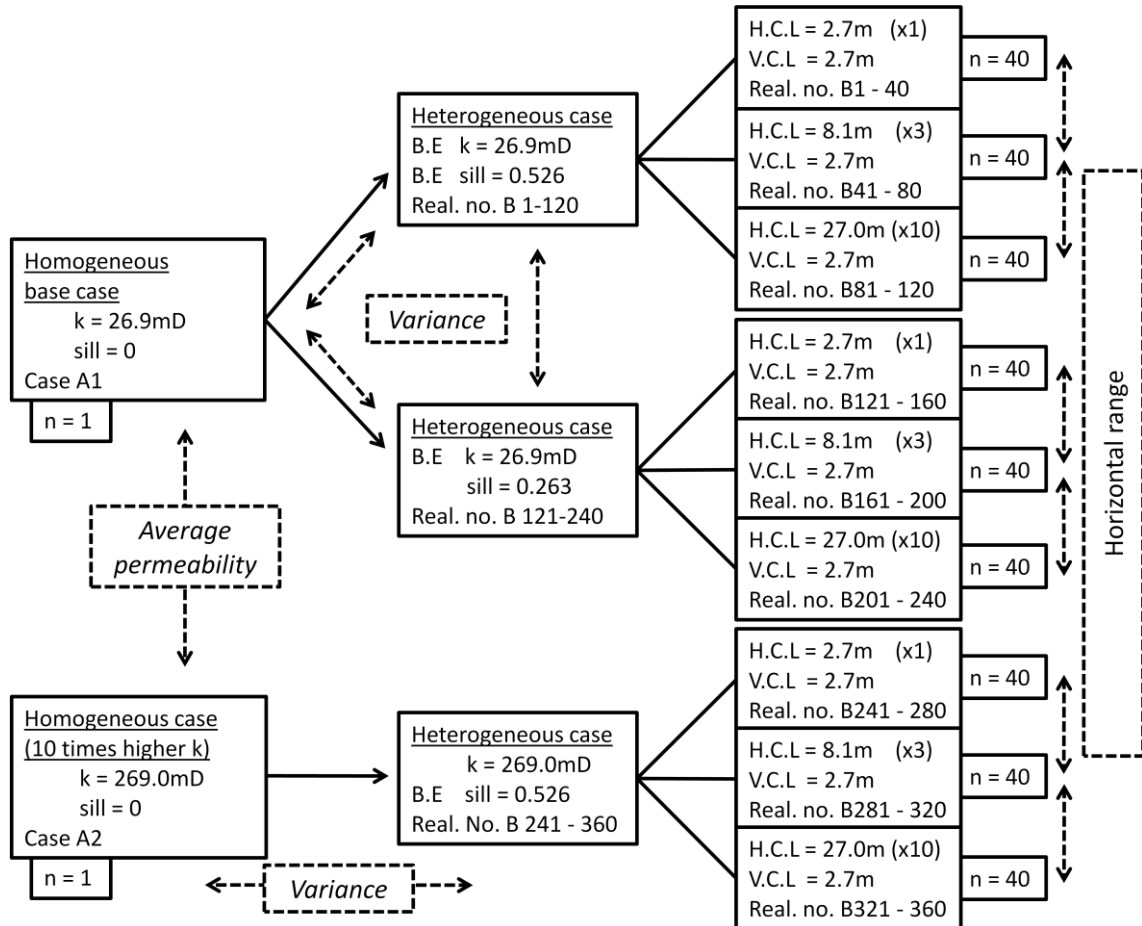 Homogeneous
base case
k = 26.9mD
sill = 0
Case A1
n = 1
Average
permeability
Homogeneous case
(10 times higher k)
k = 269.0mD
sill = 0
Case A2
n = 1
Heterogeneous case
B.E k = 26.9mD
B.E sill = 0.526
Real. no. B 1-120
Variance
Heterogeneous case
B.E k = 26.9mD
sill = 0.263
Real. no. B 121-240
Heterogeneous case
k = 269.0mD
B.E sill = 0.526
Real. No. B 241 - 360
Variance
H.C.L = 2.7m (x1)
V.C.L = 2.7m
Real. no. B1 - 40
n = 40
H.C.L = 8.1m (x3)
V.C.L = 2.7m
Real. no. B41 - 80
n = 40
H.C.L = 27.0m (x10)
V.C.L = 2.7m
Real. no. B81 - 120
n = 40
H.C.L = 2.7m (x1)
V.C.L = 2.7m
Real. no. B121 - 160
n = 40
H.C.L = 8.1m (x3)
V.C.L = 2.7m
Real. no. B161 - 200
n = 40
H.C.L = 27.0m (x10)
V.C.L = 2.7m
Real. no. B201 - 240
n = 40
H.C.L = 2.7m (x1)
V.C.L = 2.7m
Real. no. B241 - 280
n = 40
H.C.L = 8.1m (x3)
V.C.L = 2.7m
Real. no. B281 - 320
n = 40
H.C.L = 27.0m (x10)
V.C.L = 2.7m
Real. no. B321 - 360
n = 40
Horizontal range